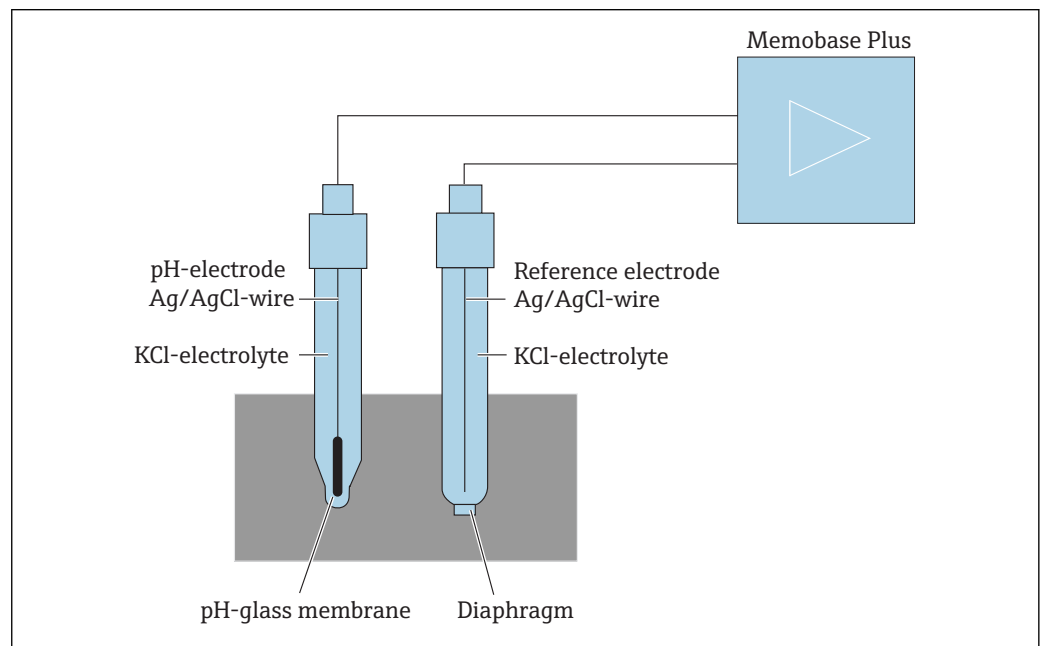 Memobase Plus
pH-electrode
Ag/AgCl-wire
KCl-electrolyte
Reference electrode
Ag/AgCl-wire
KCl-electrolyte
pH-glass membrane
Diaphragm